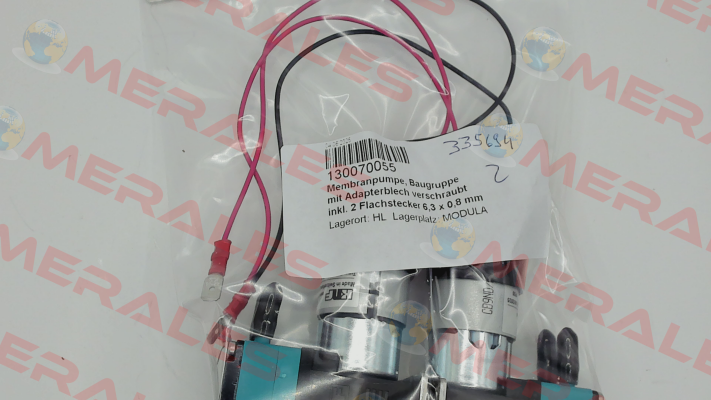 335694
2
130070055
Membranpumpe, Baugruppe
mit Adapterblech verschraubt
inkl. 2 Flachstecker 6,3 x 0,8 mm
Lagerort: HL Lagerplatz: MODULA
KNF
MERALES
MERALES
MERALES
MERALES
MERALES